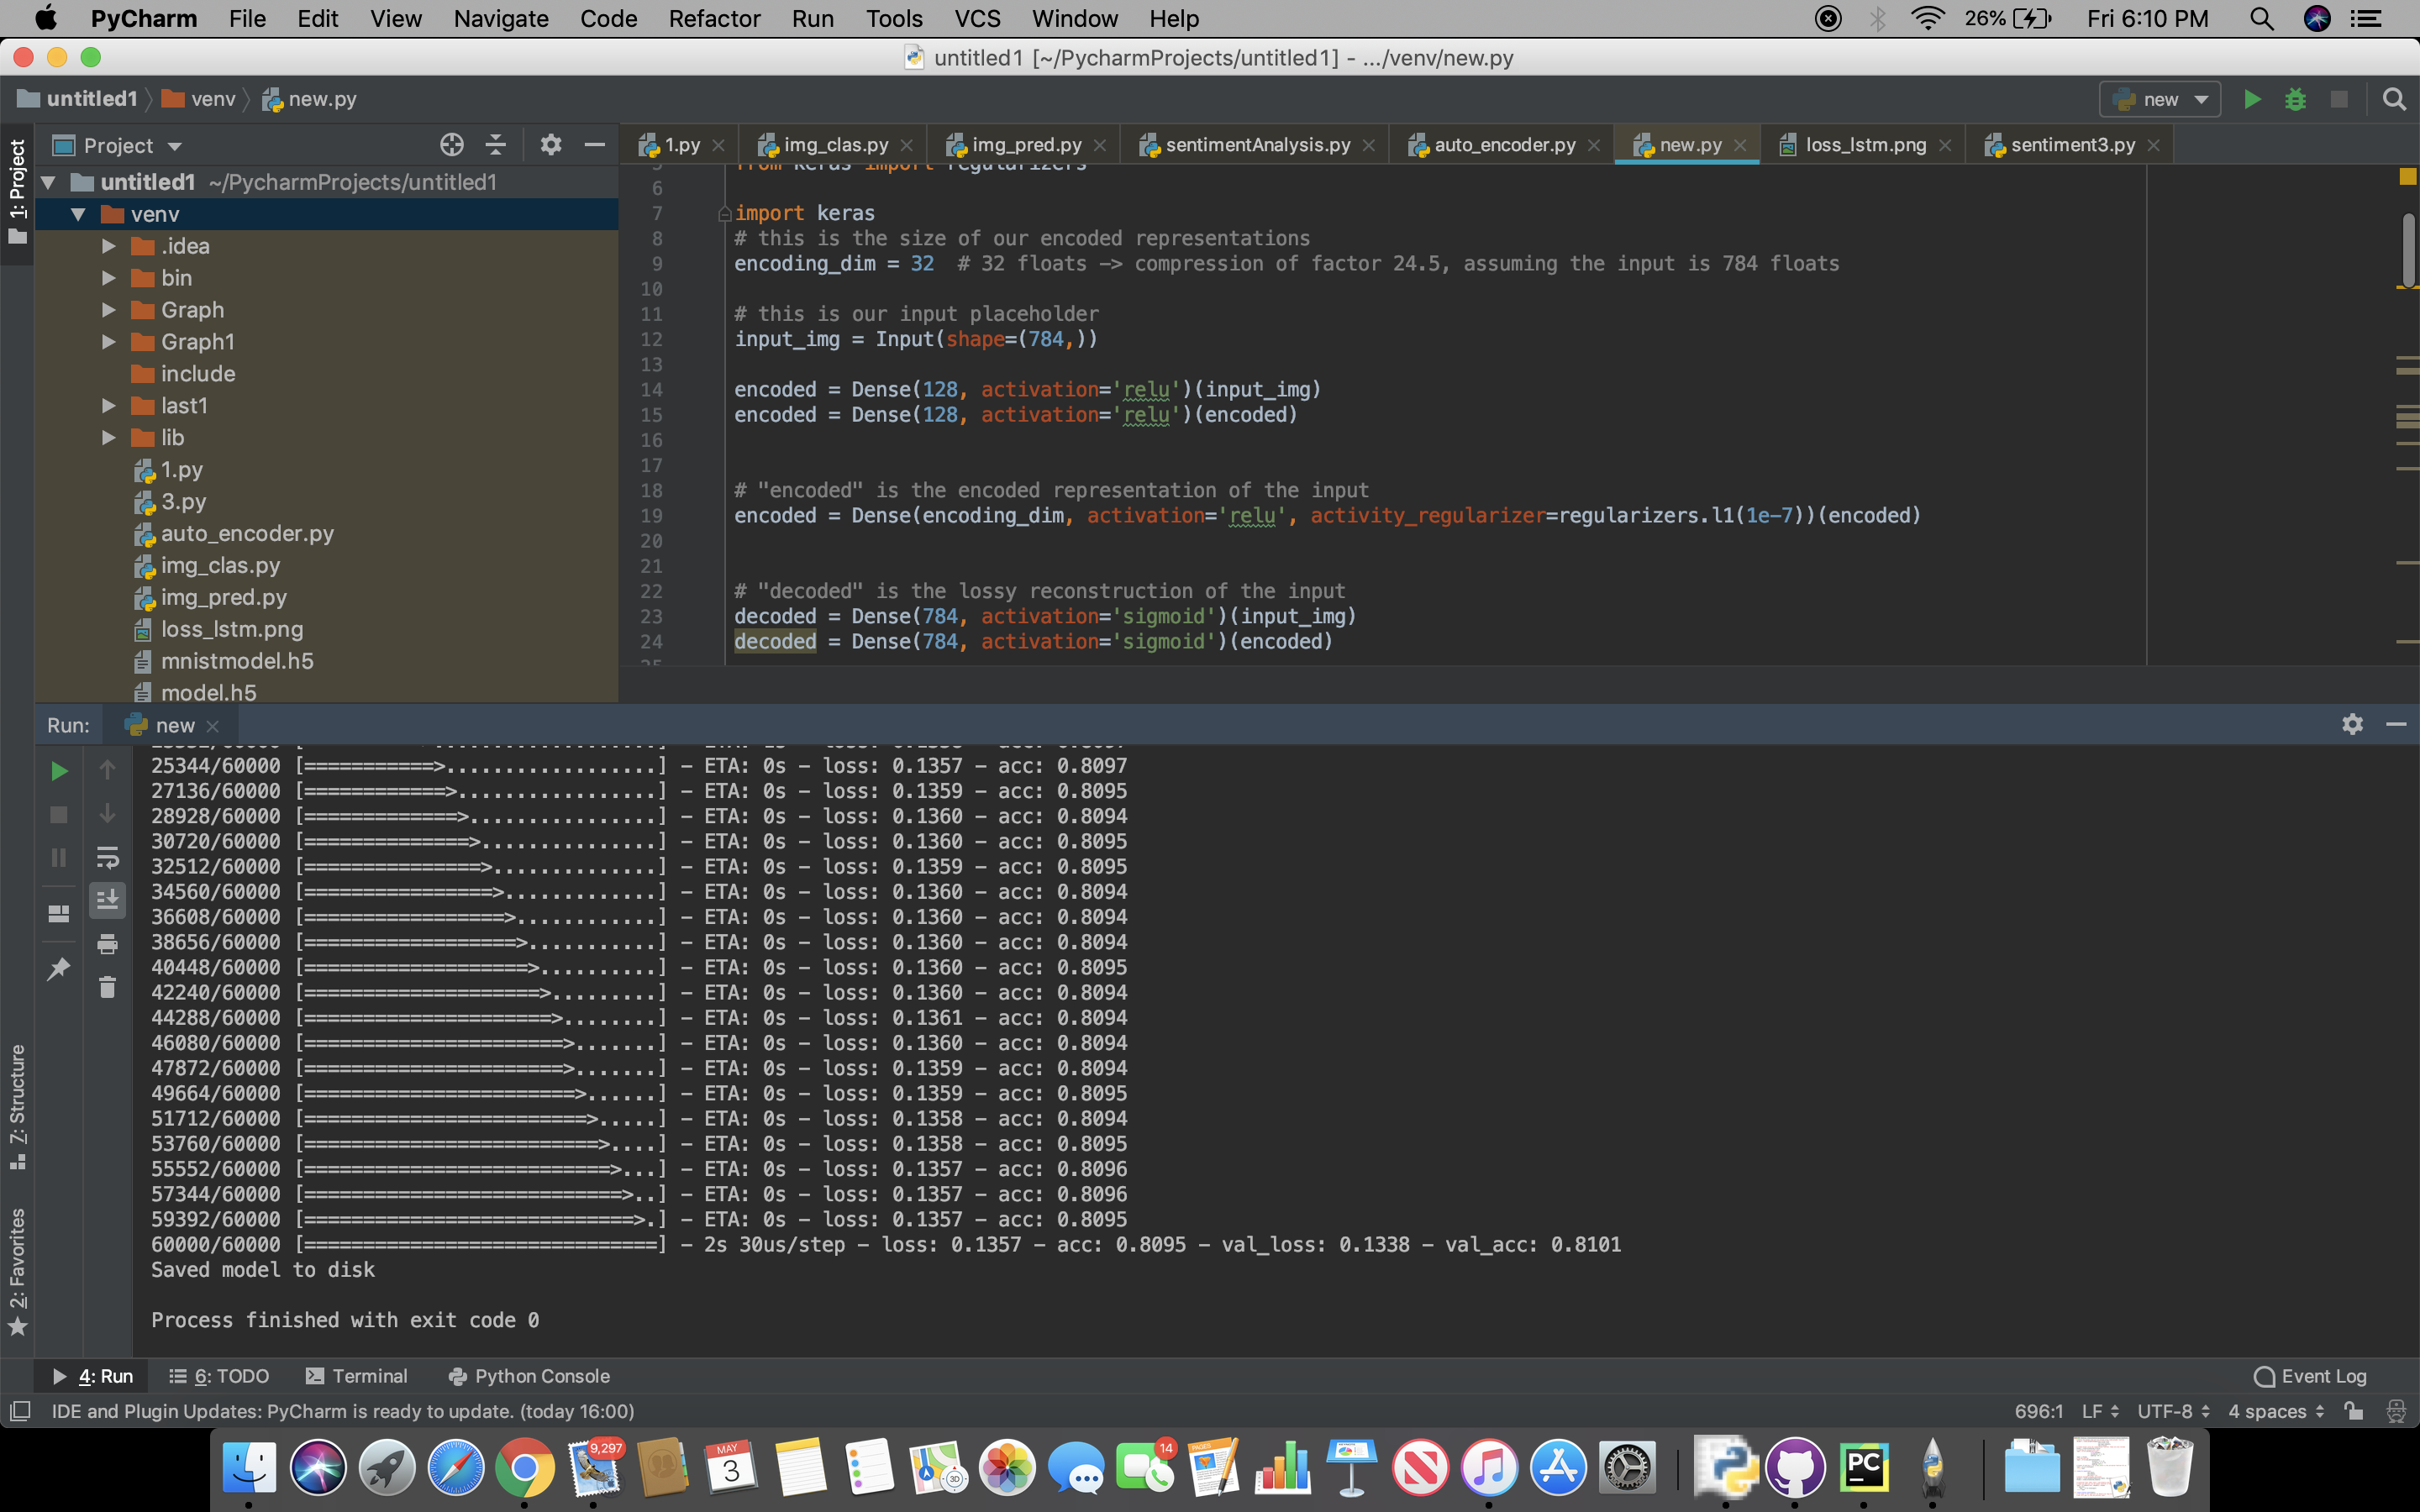 PyCharm File Edit View Navigate Code Refactor Run Tools VCS Window Help 26% Fri 6:10 PM
untitled1 [~/PycharmProjects/untitled1] - .../venv/new.py
untitled1 venv new.py new
Project 1.py img_clas.py img_pred.py sentimentAnalysis.py auto_encoder.py new.py loss_lstm.png sentiment3.py
1: Project
7: Structure
2: Favorites
untitled1 ~/PycharmProjects/untitled1
venv
.idea
bin
Graph
Graph1
include
last1
lib
1.py
3.py
auto_encoder.py
img_clas.py
img_pred.py
loss_lstm.png
mnistmodel.h5
model.h5
5 from keras import regularizers
6
7 import keras
8 # this is the size of our encoded representations
9 encoding_dim = 32  # 32 floats -> compression of factor 24.5, assuming the input is 784 floats
10
11 # this is our input placeholder
12 input_img = Input(shape=(784,))
13
14 encoded = Dense(128, activation='relu')(input_img)
15 encoded = Dense(128, activation='relu')(encoded)
16
17
18 # "encoded" is the encoded representation of the input
19 encoded = Dense(encoding_dim, activation='relu', activity_regularizer=regularizers.l1(1e-7))(encoded)
20
21
22 # "decoded" is the lossy reconstruction of the input
23 decoded = Dense(784, activation='sigmoid')(input_img)
24 decoded = Dense(784, activation='sigmoid')(encoded)
25
Run: new
25344/60000 [===========>..................] - ETA: 0s - loss: 0.1357 - acc: 0.8097
27136/60000 [============>.................] - ETA: 0s - loss: 0.1359 - acc: 0.8095
28928/60000 [=============>................] - ETA: 0s - loss: 0.1360 - acc: 0.8094
30720/60000 [==============>...............] - ETA: 0s - loss: 0.1360 - acc: 0.8095
32512/60000 [===============>..............] - ETA: 0s - loss: 0.1359 - acc: 0.8095
34560/60000 [================>.............] - ETA: 0s - loss: 0.1360 - acc: 0.8094
36608/60000 [=================>............] - ETA: 0s - loss: 0.1360 - acc: 0.8094
38656/60000 [==================>...........] - ETA: 0s - loss: 0.1360 - acc: 0.8094
40448/60000 [===================>..........] - ETA: 0s - loss: 0.1360 - acc: 0.8095
42240/60000 [====================>.........] - ETA: 0s - loss: 0.1360 - acc: 0.8094
44288/60000 [=====================>........] - ETA: 0s - loss: 0.1361 - acc: 0.8094
46080/60000 [======================>.......] - ETA: 0s - loss: 0.1360 - acc: 0.8094
47872/60000 [======================>.......] - ETA: 0s - loss: 0.1359 - acc: 0.8094
49664/60000 [=======================>......] - ETA: 0s - loss: 0.1359 - acc: 0.8095
51712/60000 [========================>.....] - ETA: 0s - loss: 0.1358 - acc: 0.8094
53760/60000 [=========================>....] - ETA: 0s - loss: 0.1358 - acc: 0.8095
55552/60000 [==========================>...] - ETA: 0s - loss: 0.1357 - acc: 0.8096
57344/60000 [===========================>..] - ETA: 0s - loss: 0.1357 - acc: 0.8096
59392/60000 [============================>.] - ETA: 0s - loss: 0.1357 - acc: 0.8095
60000/60000 [==============================] - 2s 30us/step - loss: 0.1357 - acc: 0.8095 - val_loss: 0.1338 - val_acc: 0.8101
Saved model to disk
Process finished with exit code 0
4: Run 6: TODO Terminal Python Console Event Log
IDE and Plugin Updates: PyCharm is ready to update. (today 16:00) 696:1 LF UTF-8 4 spaces
9,297 MAY 3 3D 14 PAGES PC